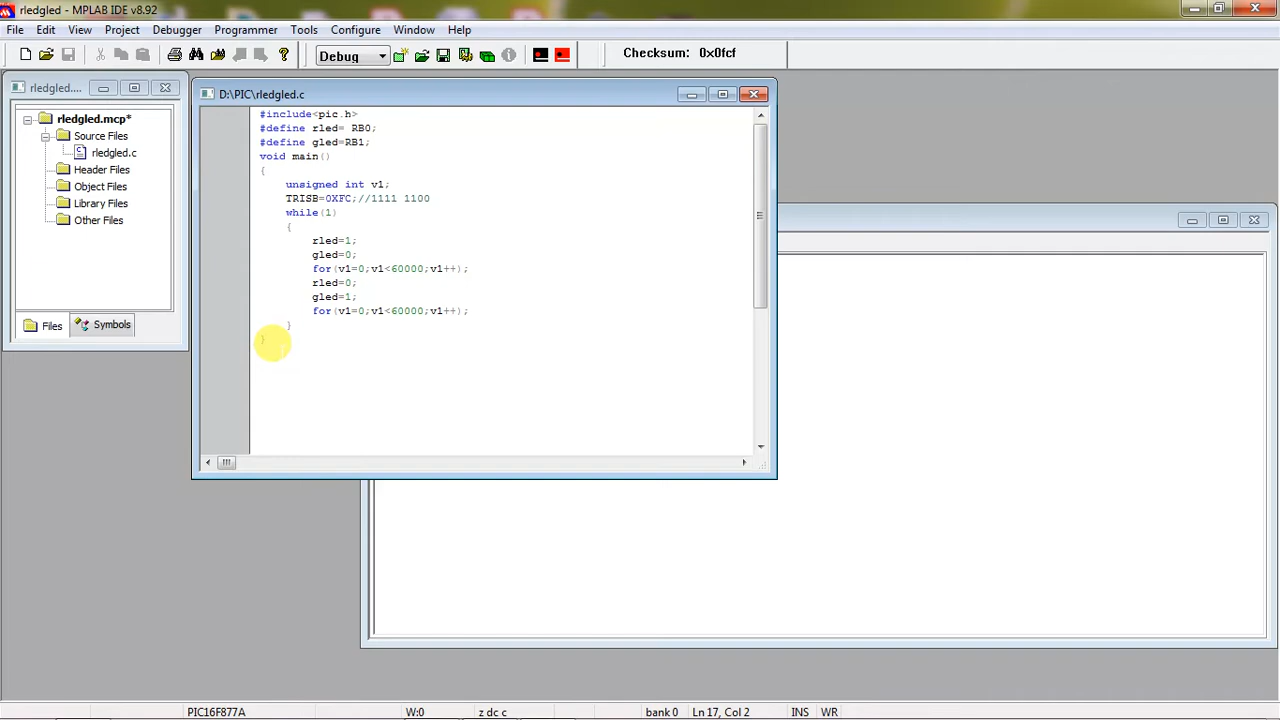 rledgled - MPLAB IDE v8.92
File Edit View Project Debugger Programmer Tools Configure Window Help
Debug
Checksum: 0x0fcf
rledgled....
rledgled.mcp*
Source Files
rledgled.c
Header Files
Object Files
Library Files
Other Files
Files
Symbols
D:\PIC\rledgled.c
#include<pic.h>
#define rled= RB0;
#define gled=RB1;
void main()
{
unsigned int v1;
TRISB=0XFC;//1111 1100
while(1)
{
rled=1;
gled=0;
for(v1=0;v1<60000;v1++);
rled=0;
gled=1;
for(v1=0;v1<60000;v1++);
}
}
PIC16F877A W:0 z dc c bank 0 Ln 17, Col 2 INS WR